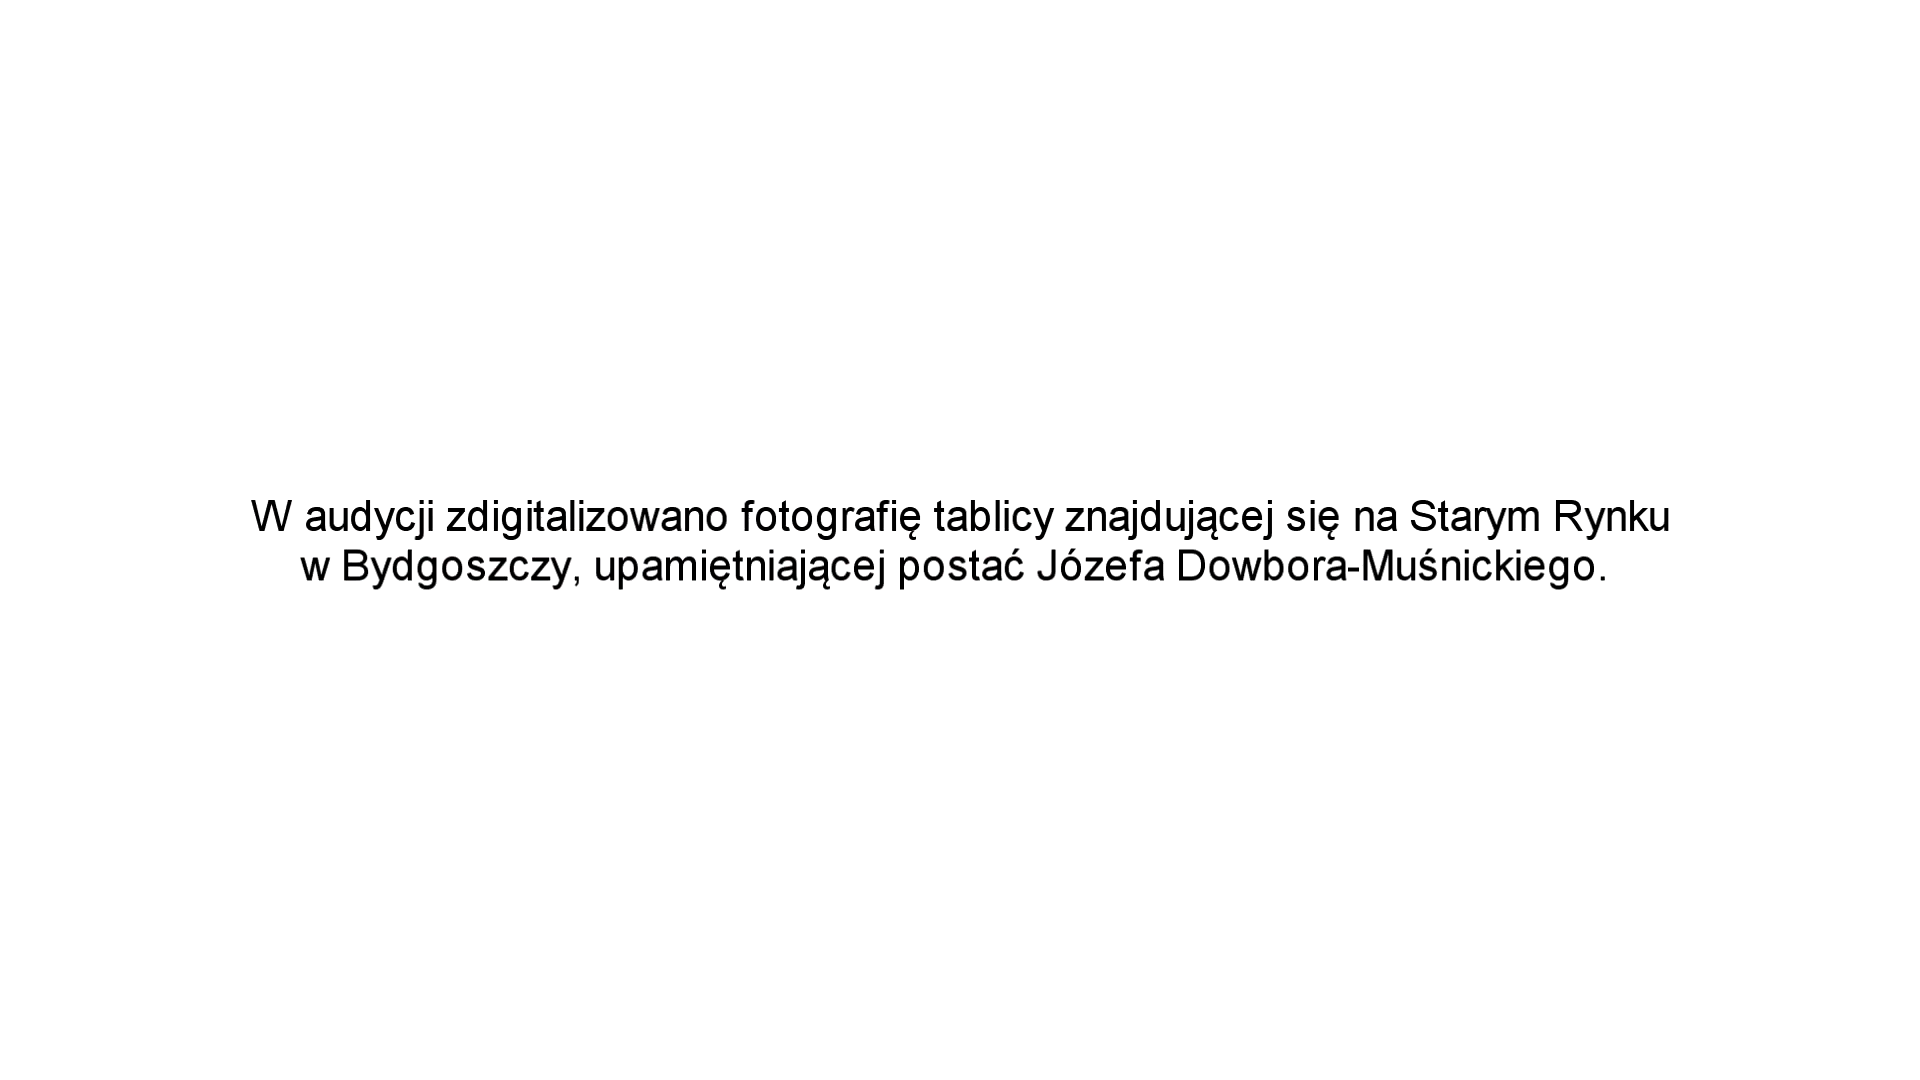 W audycji zdigitalizowano fotografię tablicy znajdującej się na Starym Rynku
w Bydgoszczy, upamiętniającej postać Józefa Dowbora-Muśnickiego.